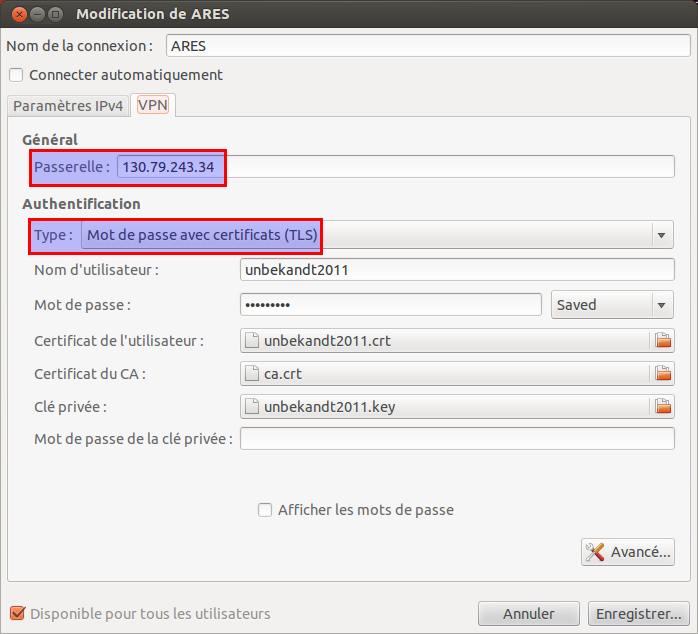 Modification de ARES
Nom de la connexion : ARES
Connecter automatiquement
Paramètres IPv4 VPN
Général
Passerelle : 130.79.243.34
Authentification
Type : Mot de passe avec certificats (TLS)
Nom d'utilisateur : unbekandt2011
Mot de passe : ••••••••• Saved
Certificat de l'utilisateur : unbekandt2011.crt
Certificat du CA : ca.crt
Clé privée : unbekandt2011.key
Mot de passe de la clé privée :
Afficher les mots de passe
Avancé...
Disponible pour tous les utilisateurs Annuler Enregistrer...